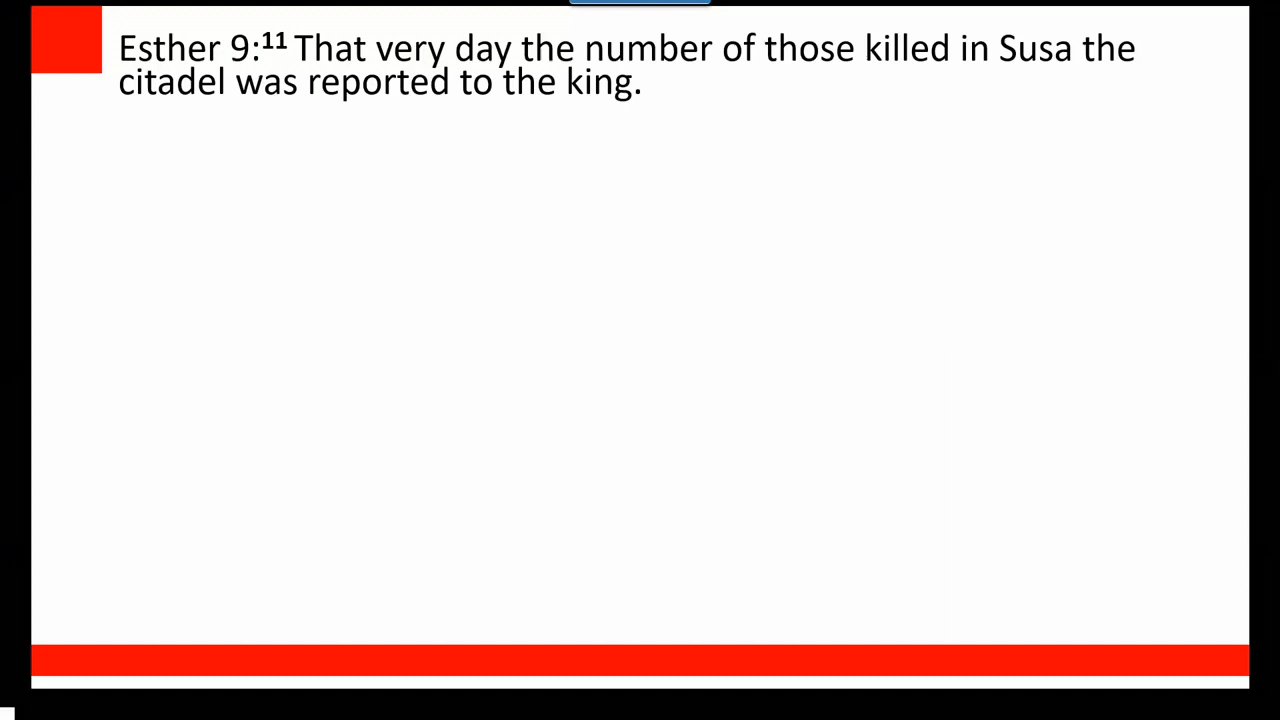 Esther 9:11 That very day the number of those killed in Susa the
citadel was reported to the king.